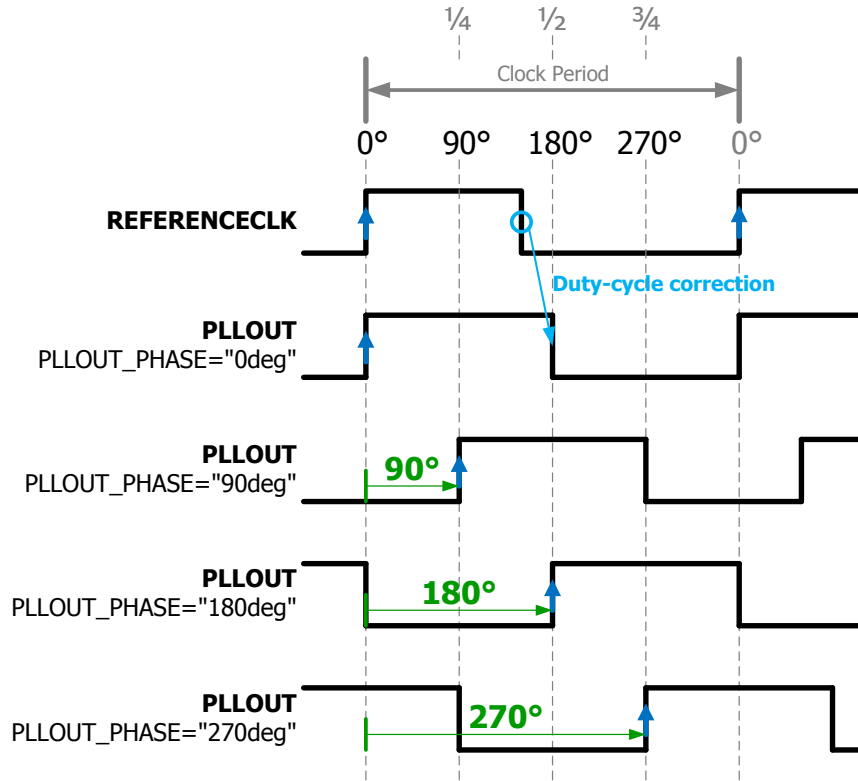 ¼ ½ ¾
Clock Period
0° 90° 180° 270° 0°
REFERENCECLK
Duty-cycle correction
PLLOUT
PLLOUT_PHASE="0deg"
PLLOUT
PLLOUT_PHASE="90deg"
90°
PLLOUT
PLLOUT_PHASE="180deg"
180°
PLLOUT
PLLOUT_PHASE="270deg"
270°